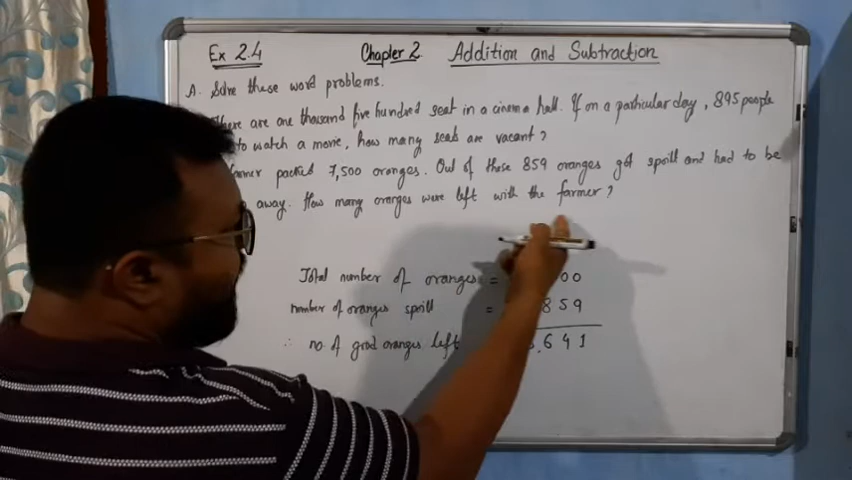 Ex 2.4 Chapter 2 Addition and Subtraction
A. Solve these word problems.
There are one thousand five hundred seat in a cinema hall. If on a particular day, 895 people
to watch a movie, how many seats are vacant?
packed 7,500 oranges. Out of these 859 oranges got spoilt and had to be
away. How many oranges were left with the farmer?
Total number of oranges = 00
number of oranges spoill = 859
∴ no. of good oranges left 641